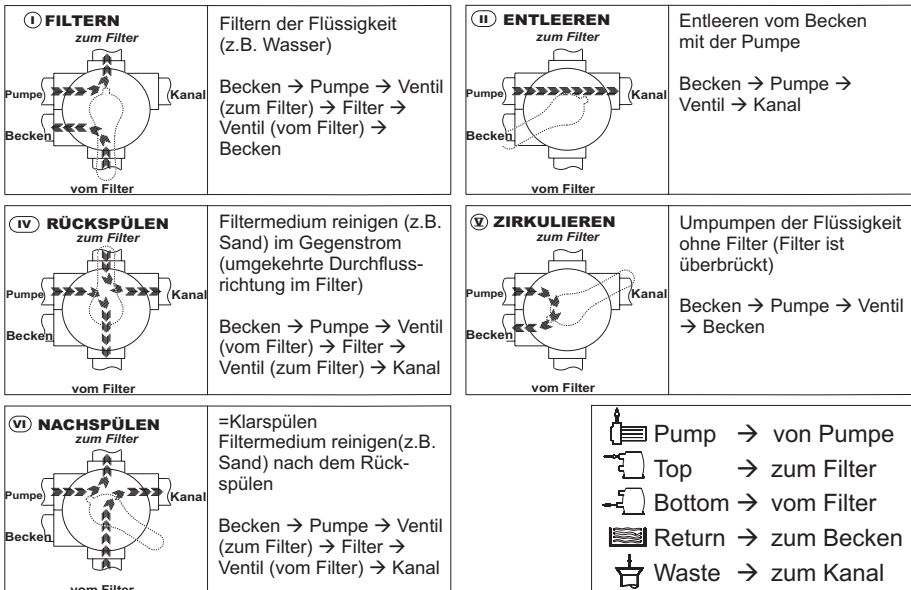 I FILTERN
zum Filter
Pumpe
Kanal
Becken
vom Filter
Filtern der Flüssigkeit
(z.B. Wasser)
Becken → Pumpe → Ventil
(zum Filter) → Filter →
Ventil (vom Filter) →
Becken
II ENTLEEREN
zum Filter
Pumpe
Kanal
Becken
vom Filter
Entleeren vom Becken
mit der Pumpe
Becken → Pumpe →
Ventil → Kanal
IV RÜCKSPÜLEN
zum Filter
Pumpe
Kanal
Becken
vom Filter
Filtermedium reinigen (z.B.
Sand) im Gegenstrom
(umgekehrte Durchfluss-
richtung im Filter)
Becken → Pumpe → Ventil
(vom Filter) → Filter →
Ventil (zum Filter) → Kanal
V ZIRKULIEREN
zum Filter
Pumpe
Kanal
Becken
vom Filter
Umpumpen der Flüssigkeit
ohne Filter (Filter ist
überbrückt)
Becken → Pumpe → Ventil
→ Becken
VI NACHSPÜLEN
zum Filter
Pumpe
Kanal
Becken
vom Filter
=Klarspülen
Filtermedium reinigen(z.B.
Sand) nach dem Rück-
spülen
Becken → Pumpe → Ventil
(zum Filter) → Filter →
Ventil (vom Filter) → Kanal
Pump → von Pumpe
Top → zum Filter
Bottom → vom Filter
Return → zum Becken
Waste → zum Kanal